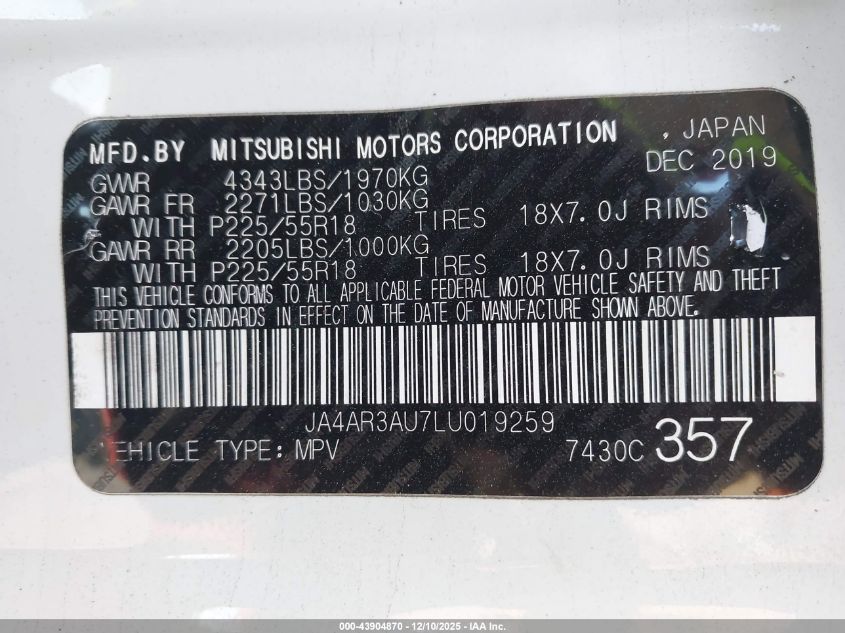 MFD.BY MITSUBISHI MOTORS CORPORATION , JAPAN
DEC 2019
GVWR 4343LBS/1970KG
GAWR FR 2271LBS/1030KG
WITH P225/55R18 TIRES 18X7.0J RIMS
GAWR RR 2205LBS/1000KG
WITH P225/55R18 TIRES 18X7.0J RIMS
THIS VEHICLE CONFORMS TO ALL APPLICABLE FEDERAL MOTOR VEHICLE SAFETY AND THEFT
PREVENTION STANDARDS IN EFFECT ON THE DATE OF MANUFACTURE SHOWN ABOVE.
JA4AR3AU7LU019259
VEHICLE TYPE: MPV 7430C 357
000-43904870 - 12/10/2025 - IAA Inc.